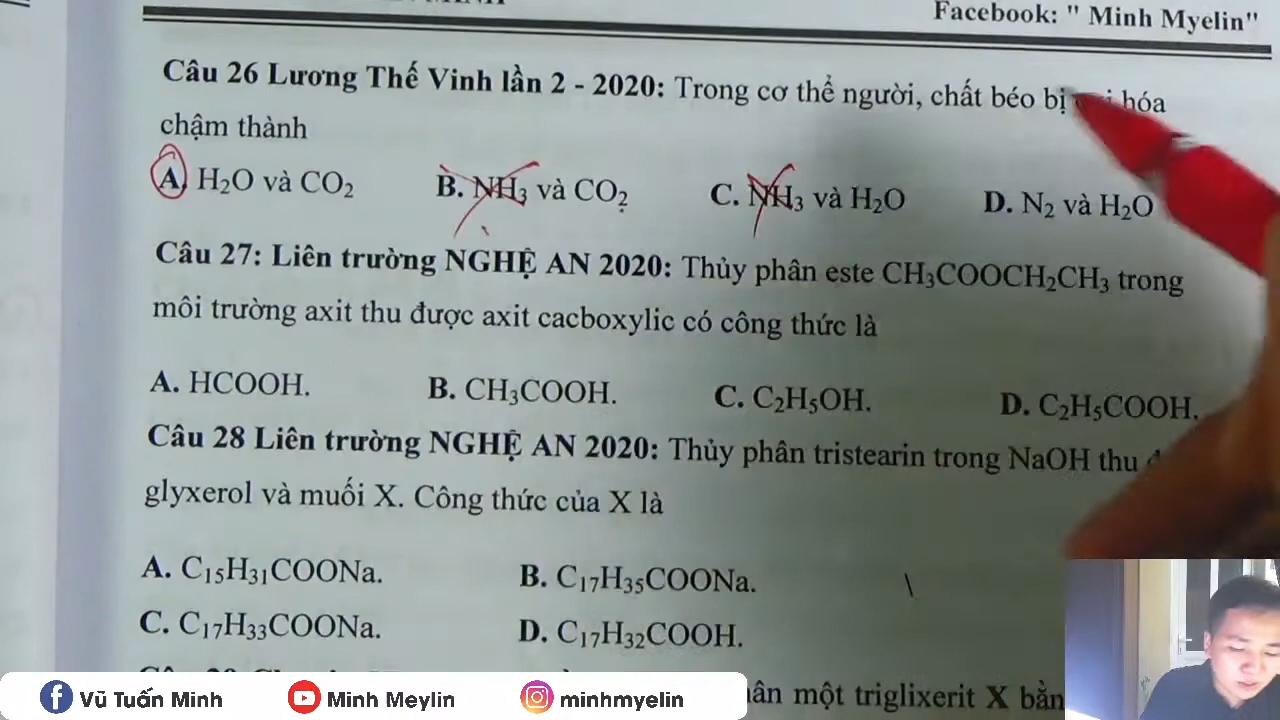 Facebook: " Minh Myelin"
Câu 26 Lương Thế Vinh lần 2 - 2020: Trong cơ thể người, chất béo bị hóa
chậm thành
A. H₂O và CO₂ B. NH₃ và CO₂ C. NH₃ và H₂O D. N₂ và H₂O
Câu 27: Liên trường NGHỆ AN 2020: Thủy phân este CH₃COOCH₂CH₃ trong
môi trường axit thu được axit cacboxylic có công thức là
A. HCOOH. B. CH₃COOH. C. C₂H₅OH. D. C₂H₅COOH.
Câu 28 Liên trường NGHỆ AN 2020: Thủy phân tristearin trong NaOH thu
glyxerol và muối X. Công thức của X là
A. C₁₅H₃₁COONa. B. C₁₇H₃₅COONa.
C. C₁₇H₃₃COONa. D. C₁₇H₃₂COOH.
một triglixerit X
Vũ Tuấn Minh Minh Meylin minhmyelin